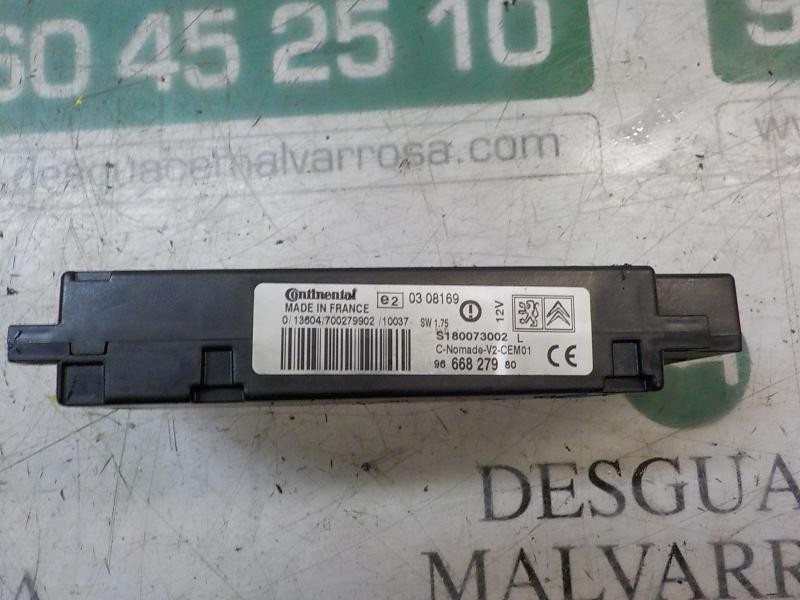 60 45 25 10
9
desguacemalvarrosa.com
w
Continental
MADE IN FRANCE
e2
03 08169
12V
0/13604/700279902 /10037
SW 1.75
S180073002 L
C-Nomade-V2-CEM01
96 668 279 80
CE
DESGUA
MALVARR
A